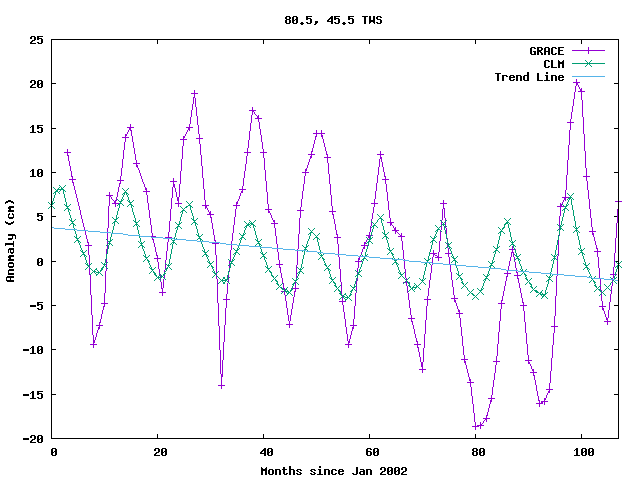 80.5, 45.5 TWS
25
20
15
10
5
0
-5
-10
-15
-20
Anomaly (cm)
GRACE
CLM
Trend Line
0 20 40 60 80 100
Months since Jan 2002